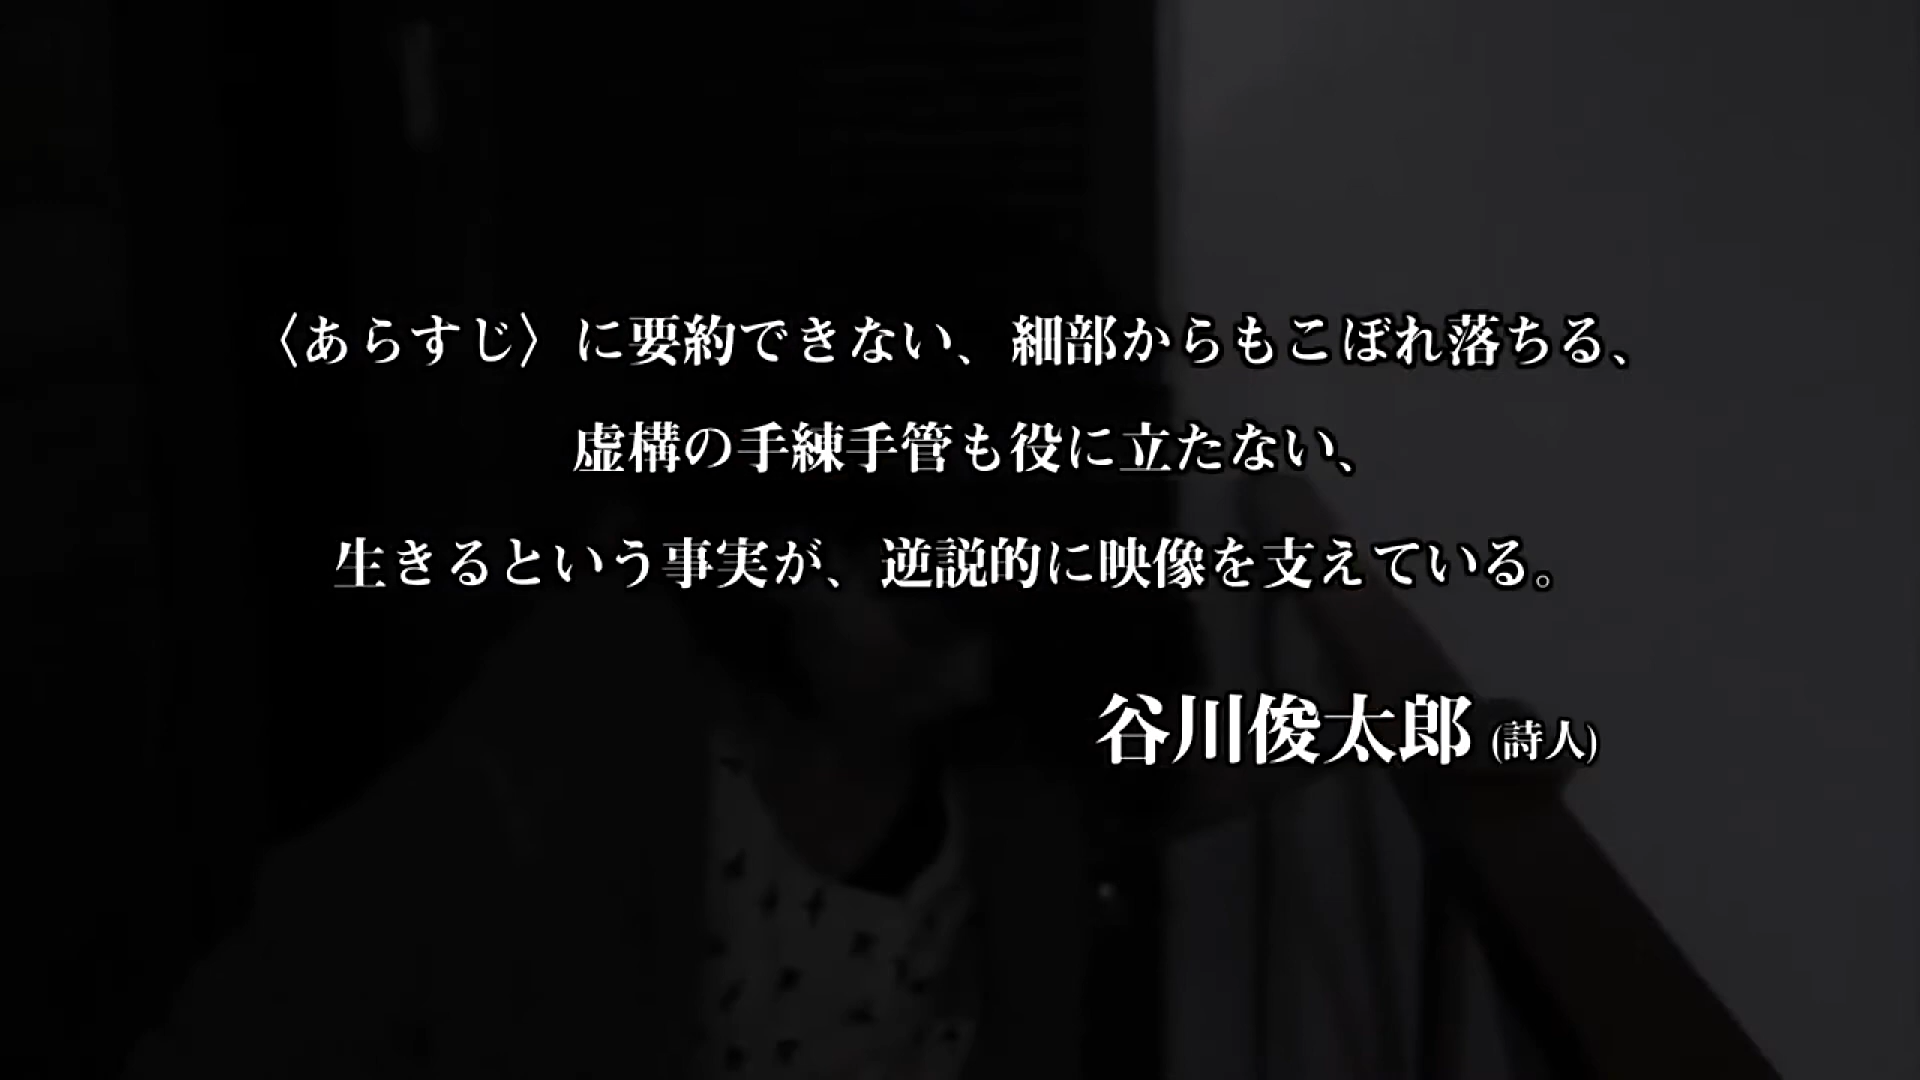 〈あらすじ〉に要約できない、細部からもこぼれ落ちる、
虚構の手練手管も役に立たない、
生きるという事実が、逆説的に映像を支えている。
谷川俊太郎 (詩人)